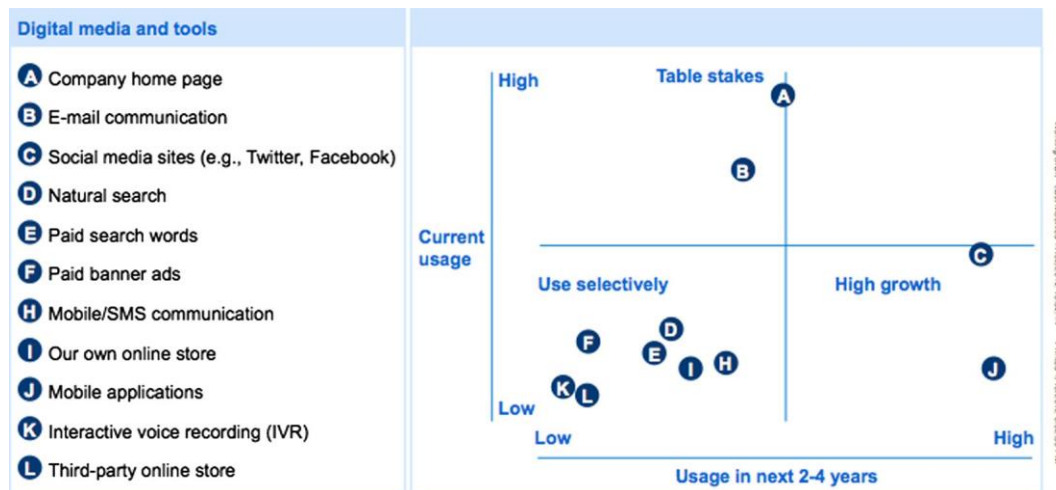 Digital media and tools
A Company home page
B E-mail communication
C Social media sites (e.g., Twitter, Facebook)
D Natural search
E Paid search words
F Paid banner ads
H Mobile/SMS communication
I Our own online store
J Mobile applications
K Interactive voice recording (IVR)
L Third-party online store
High
Table stakes
A
B
Current
usage
C
Use selectively
High growth
D
F
E
I
H
J
K
L
Low
Low
High
Usage in next 2-4 years